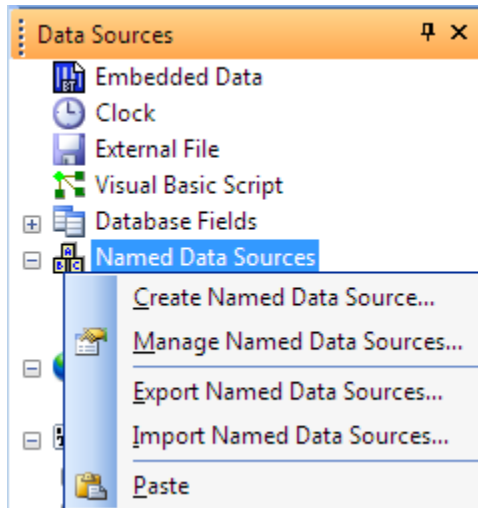 Data Sources
Embedded Data
Clock
External File
Visual Basic Script
Database Fields
Named Data Sources
Create Named Data Source...
Manage Named Data Sources...
Export Named Data Sources...
Import Named Data Sources...
Paste